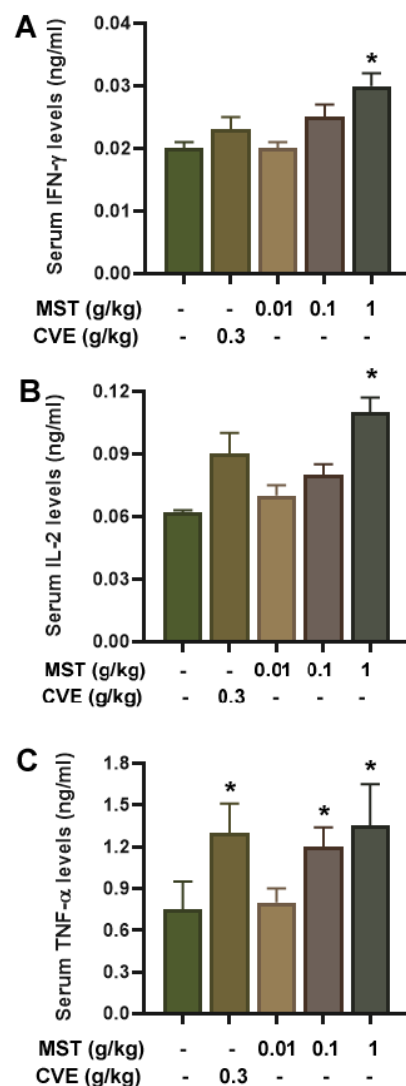 A
Serum IFN-γ levels (ng/ml)
0.04
0.03
0.02
0.01
0.00
*
MST (g/kg) - - 0.01 0.1 1
CVE (g/kg) - 0.3 - - -
B
Serum IL-2 levels (ng/ml)
0.12
0.09
0.06
0.03
0.00
*
MST (g/kg) - - 0.01 0.1 1
CVE (g/kg) - 0.3 - - -
C
Serum TNF-α levels (ng/ml)
1.8
1.5
1.2
0.9
0.6
0.3
0.0
* * *
MST (g/kg) - - 0.01 0.1 1
CVE (g/kg) - 0.3 - - -